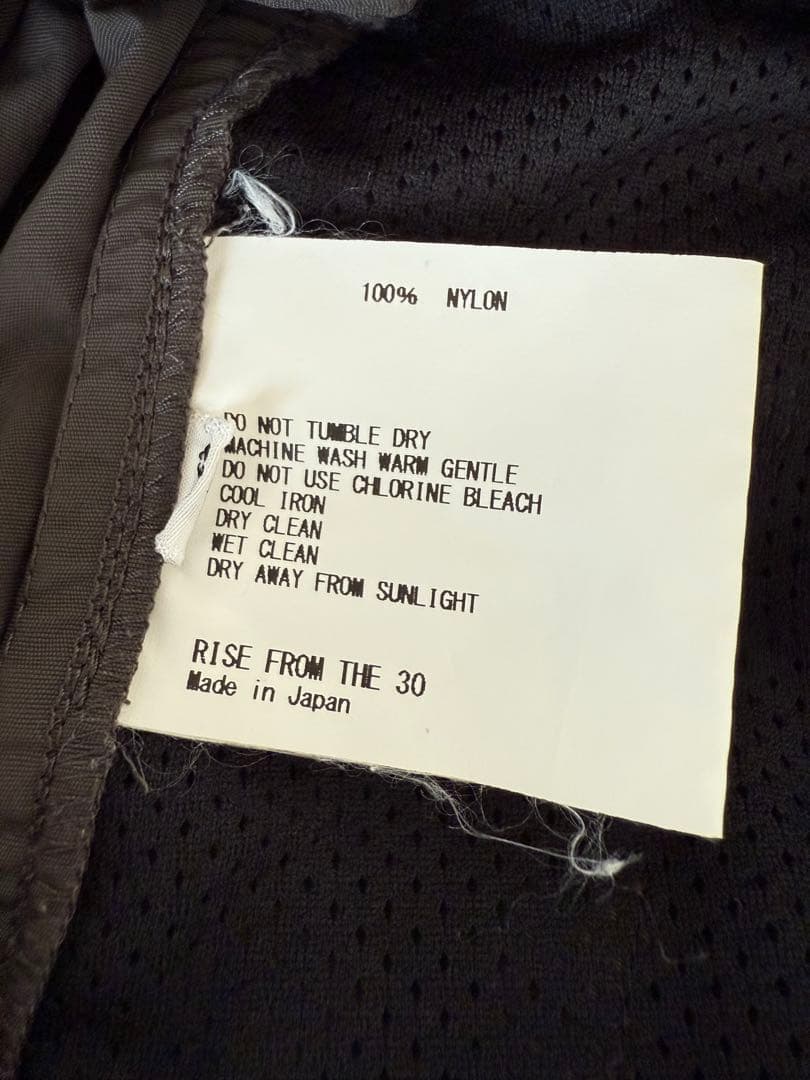 100% NYLON
DO NOT TUMBLE DRY
MACHINE WASH WARM GENTLE
DO NOT USE CHLORINE BLEACH
COOL IRON
DRY CLEAN
WET CLEAN
DRY AWAY FROM SUNLIGHT
RISE FROM THE 30
Made in Japan